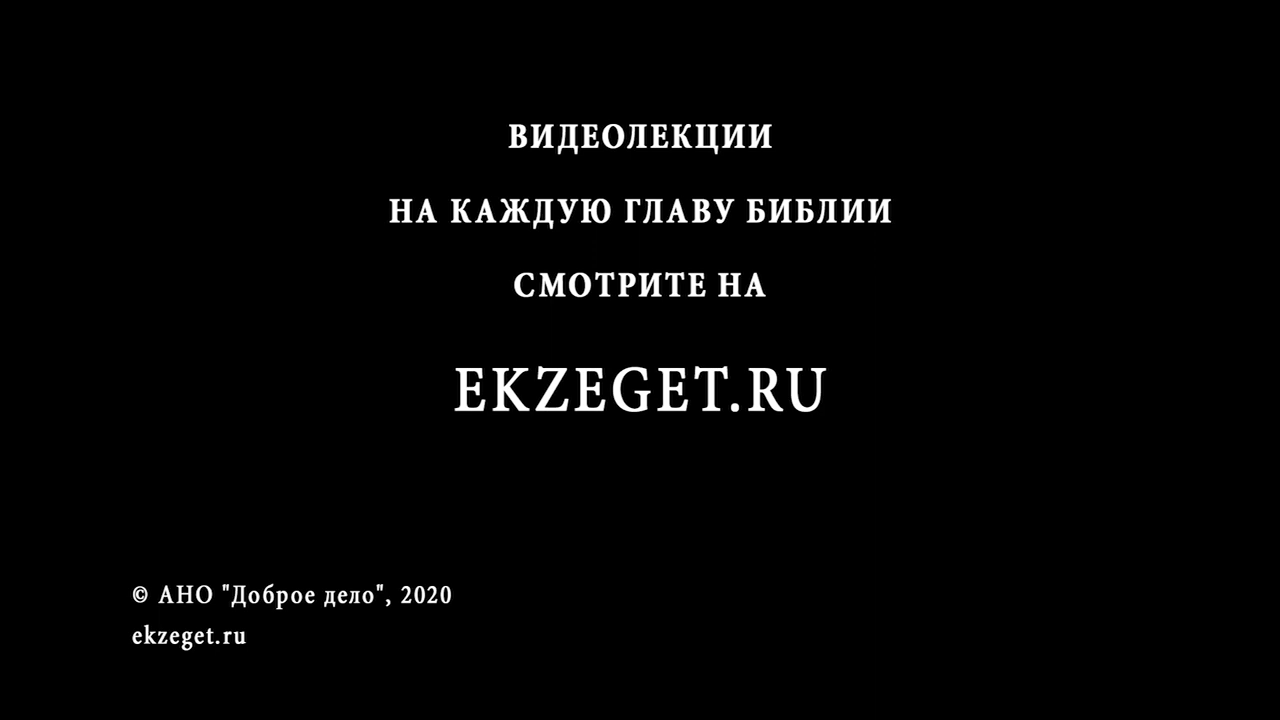 ВИДЕОЛЕКЦИИ
НА КАЖДУЮ ГЛАВУ БИБЛИИ
СМОТРИТЕ НА
EKZEGET.RU
© АНО "Доброе дело", 2020
ekzeget.ru